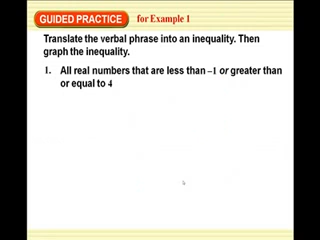 GUIDED PRACTICE for Example 1
Translate the verbal phrase into an inequality. Then
graph the inequality.
1. All real numbers that are less than –1 or greater than
or equal to 4